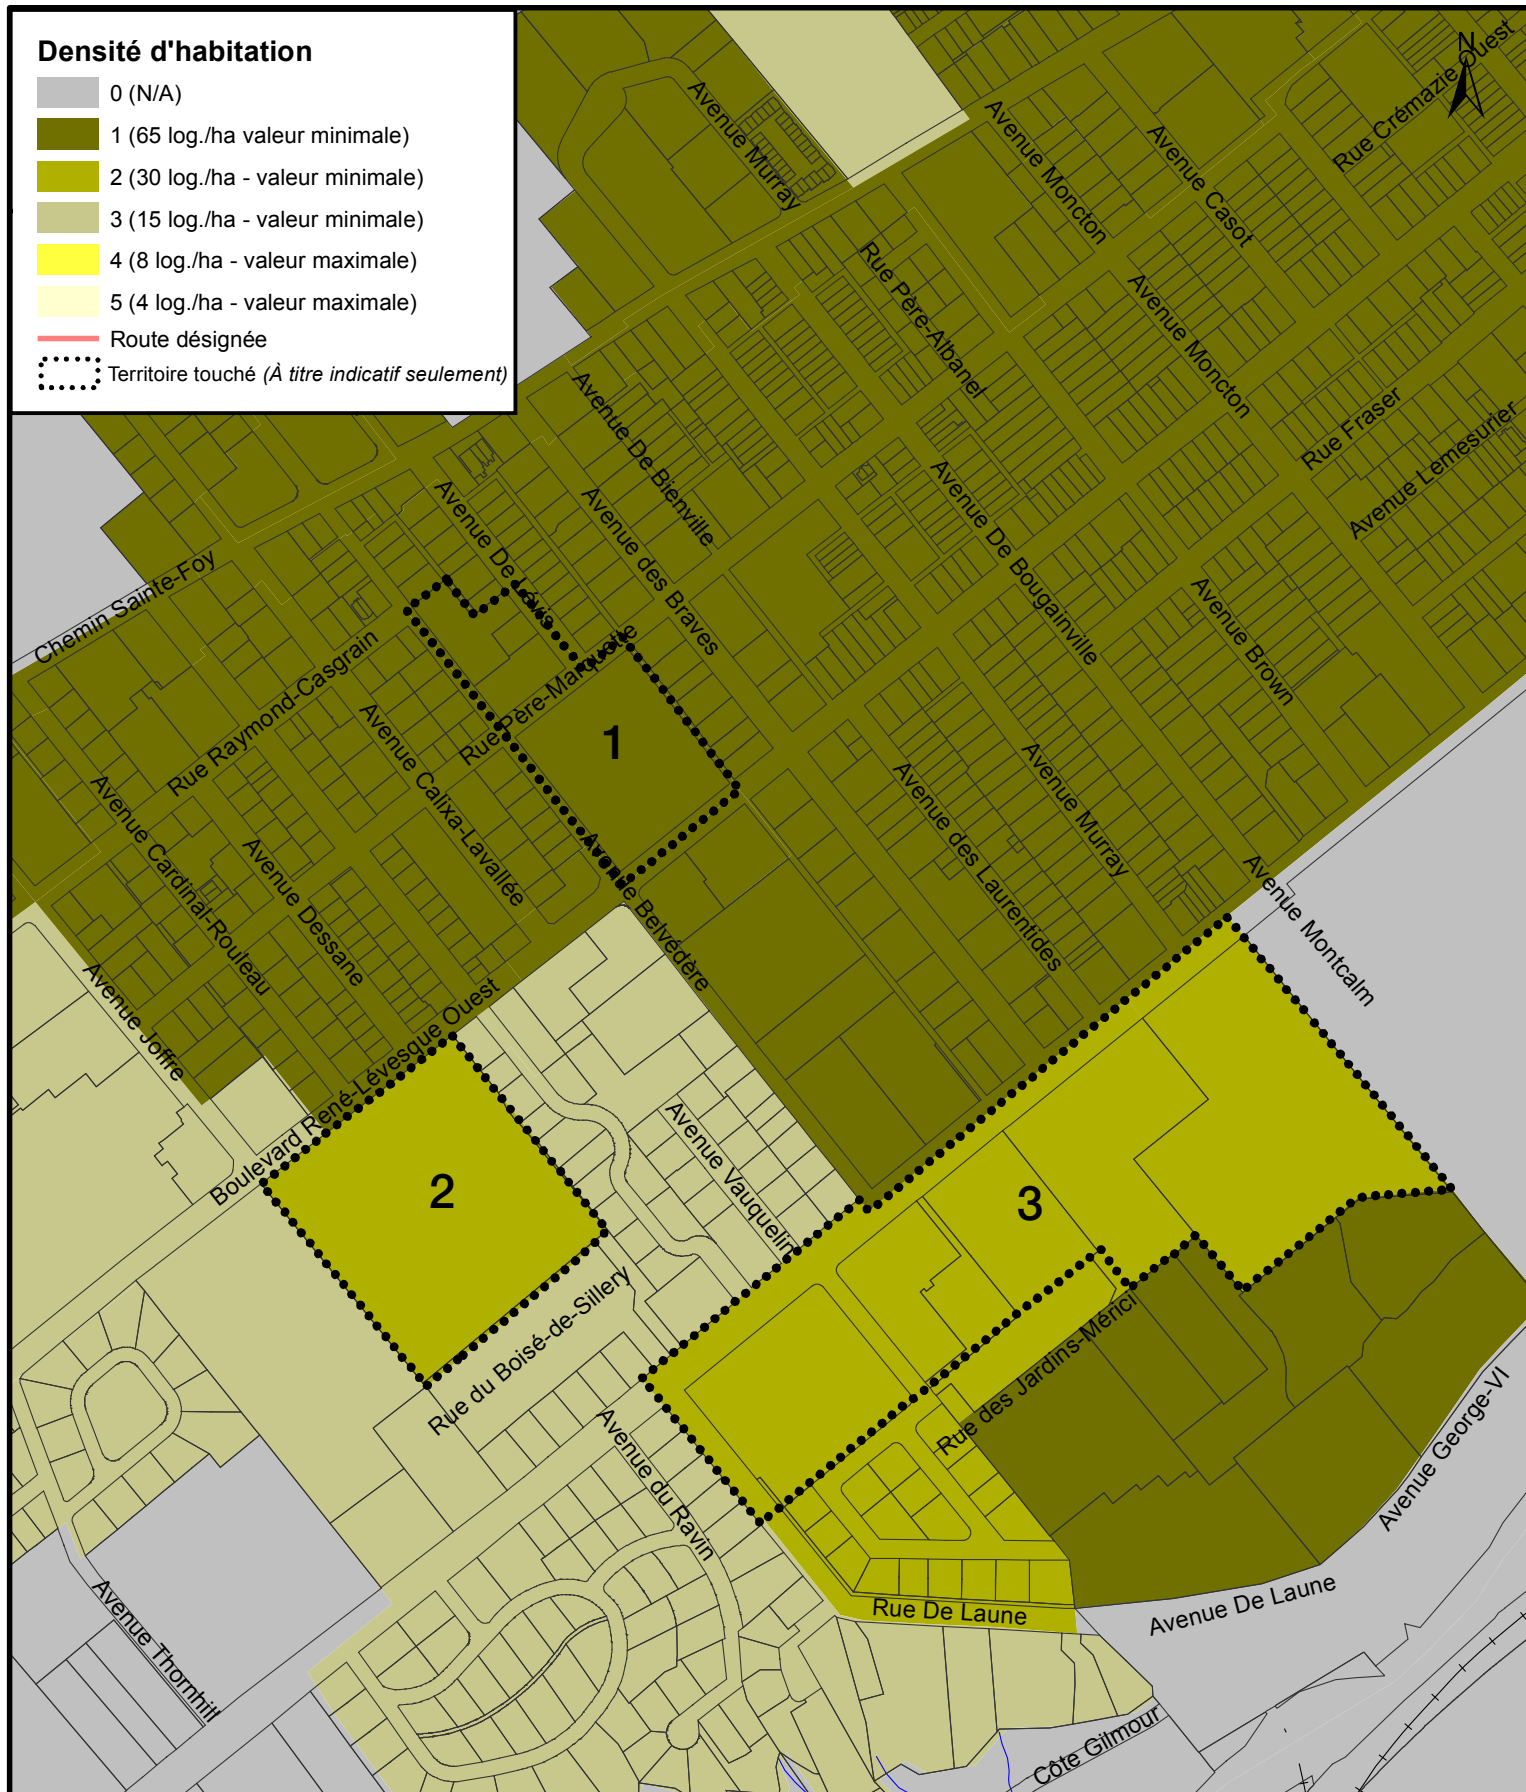 Densité d'habitation
0 (N/A)
1 (65 log./ha valeur minimale)
2 (30 log./ha - valeur minimale)
3 (15 log./ha - valeur minimale)
4 (8 log./ha - valeur maximale)
5 (4 log./ha - valeur maximale)
Route désignée
Territoire touché (À titre indicatif seulement)
N
Rue Crémazie Ouest
Avenue Murray
Avenue Moncton
Avenue Casot
Rue Père-Albanel
Avenue Moncton
Rue Fraser
Avenue Lemesurier
Avenue De Bienville
Avenue De Lévis
Avenue des Braves
Avenue De Bougainville
Avenue Brown
Chemin Sainte-Foy
Rue Raymond-Casgrain
Rue Père-Marquette
1
Avenue Calixa-Lavallée
Avenue Cardinal-Rouleau
Avenue Dessane
Avenue Belvédère
Avenue des Laurentides
Avenue Murray
Avenue Montcalm
Avenue Joffre
Boulevard René-Lévesque Ouest
2
Avenue Vauquelin
3
Rue du Boisé-de-Sillery
Rue des Jardins-Mérici
Avenue du Ravin
Avenue George-VI
Rue De Laune
Avenue De Laune
Avenue Thornhill
Côte Gilmour